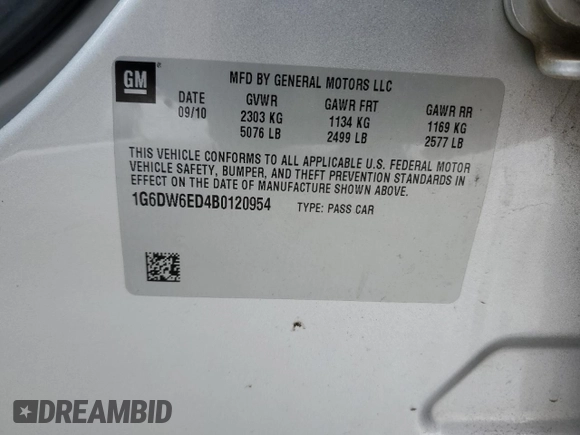 GM
MFD BY GENERAL MOTORS LLC
DATE GVWR GAWR FRT GAWR RR
09/10 2303 KG 1134 KG 1169 KG
5076 LB 2499 LB 2577 LB
THIS VEHICLE CONFORMS TO ALL APPLICABLE U.S. FEDERAL MOTOR
VEHICLE SAFETY, BUMPER, AND THEFT PREVENTION STANDARDS IN
EFFECT ON THE DATE OF MANUFACTURE SHOWN ABOVE.
1G6DW6ED4B0120954 TYPE: PASS CAR
DREAMBID